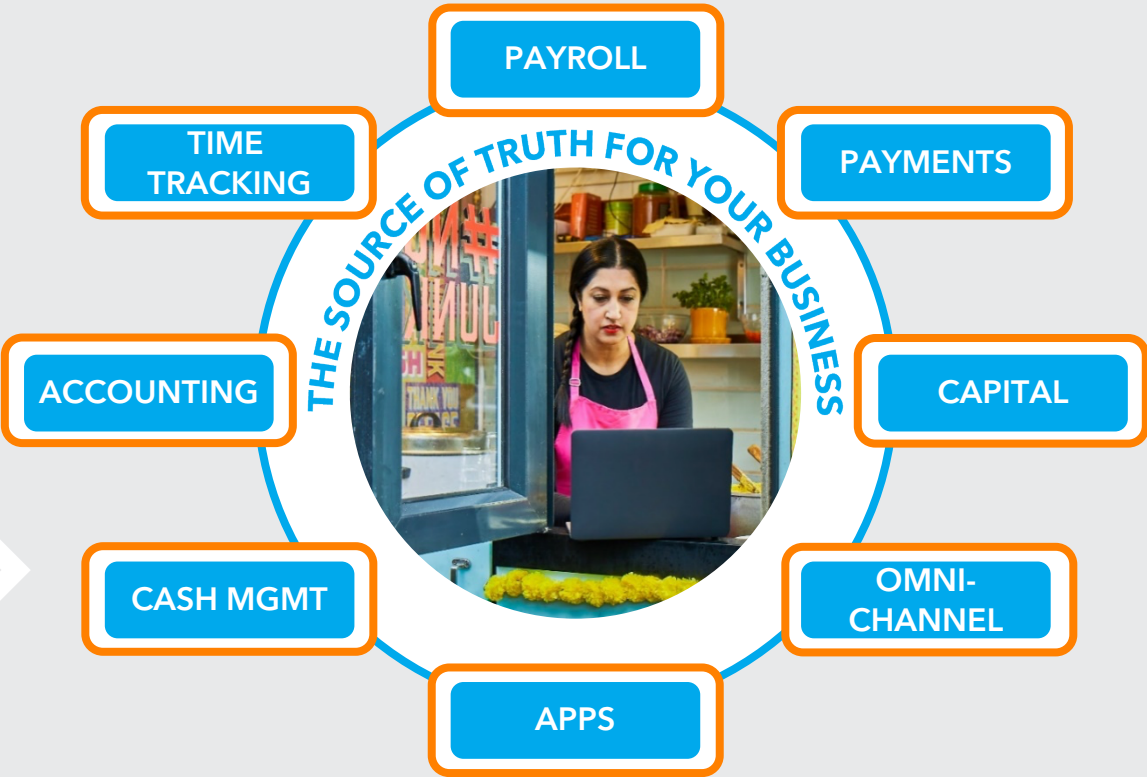 PAYROLL
TIME
TRACKING
PAYMENTS
THE SOURCE OF TRUTH FOR YOUR BUSINESS
ACCOUNTING
CAPITAL
CASH MGMT
OMNI-
CHANNEL
APPS